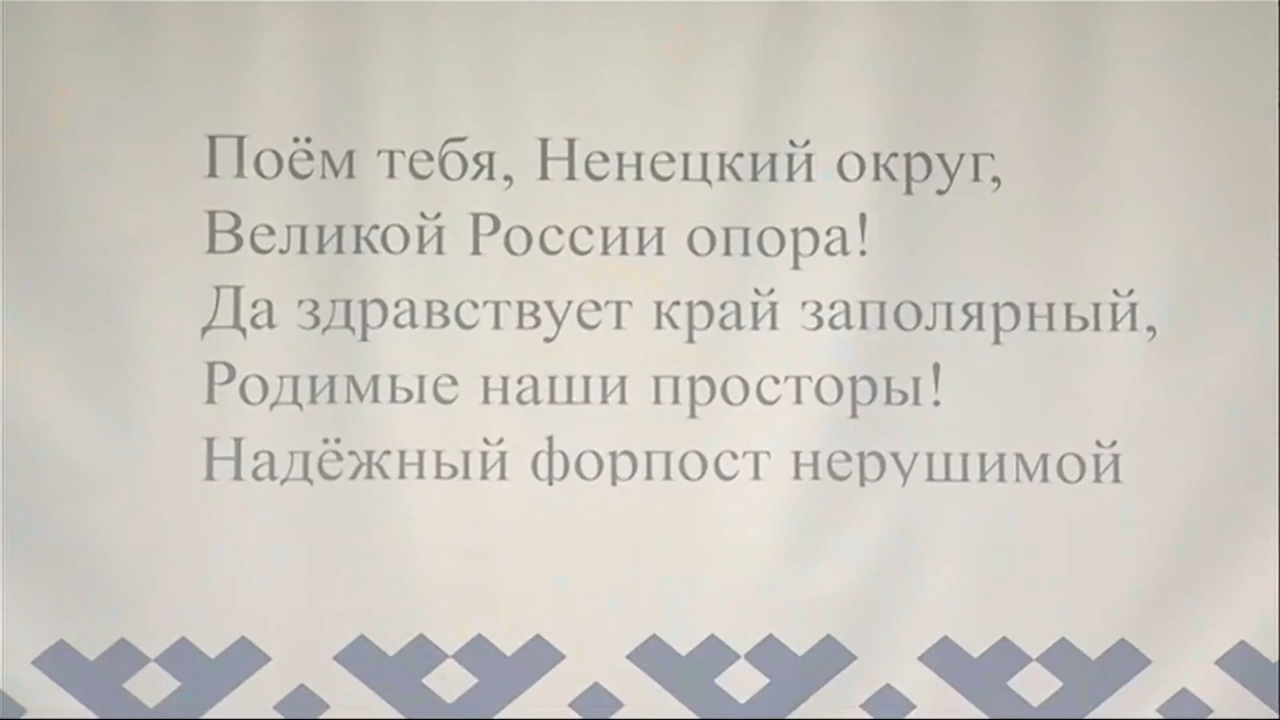 Поём тебя, Ненецкий округ,
Великой России опора!
Да здравствует край заполярный,
Родимые наши просторы!
Надёжный форпост нерушимой